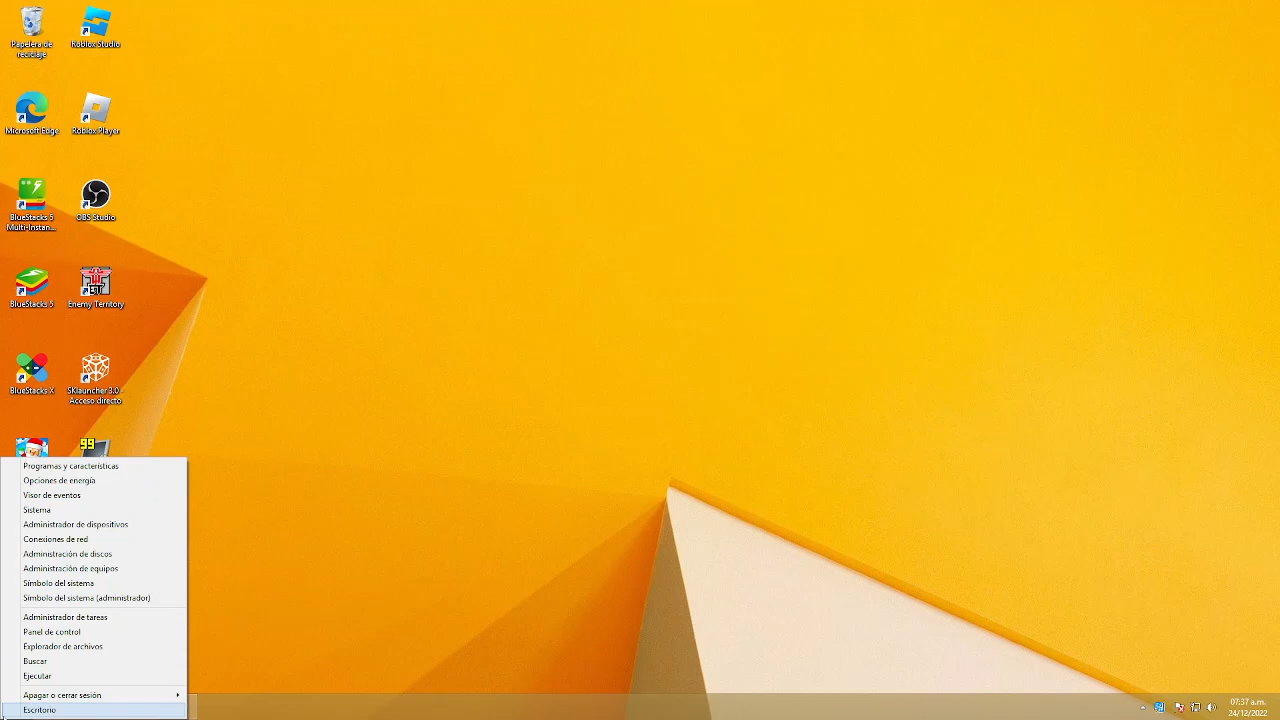 Papelera de
reciclaje
Roblox Studio
Microsoft Edge
Roblox Player
BlueStacks 5
Multi-Instan...
OBS Studio
BlueStacks 5
Enemy Territory
BlueStacks X
SKlauncher 3.0 -
Acceso directo
99
Programas y características
Opciones de energía
Visor de eventos
Sistema
Administrador de dispositivos
Conexiones de red
Administración de discos
Administración de equipos
Símbolo del sistema
Símbolo del sistema (administrador)
Administrador de tareas
Panel de control
Explorador de archivos
Buscar
Ejecutar
Apagar o cerrar sesión
Escritorio
07:37 a.m.
24/12/2022